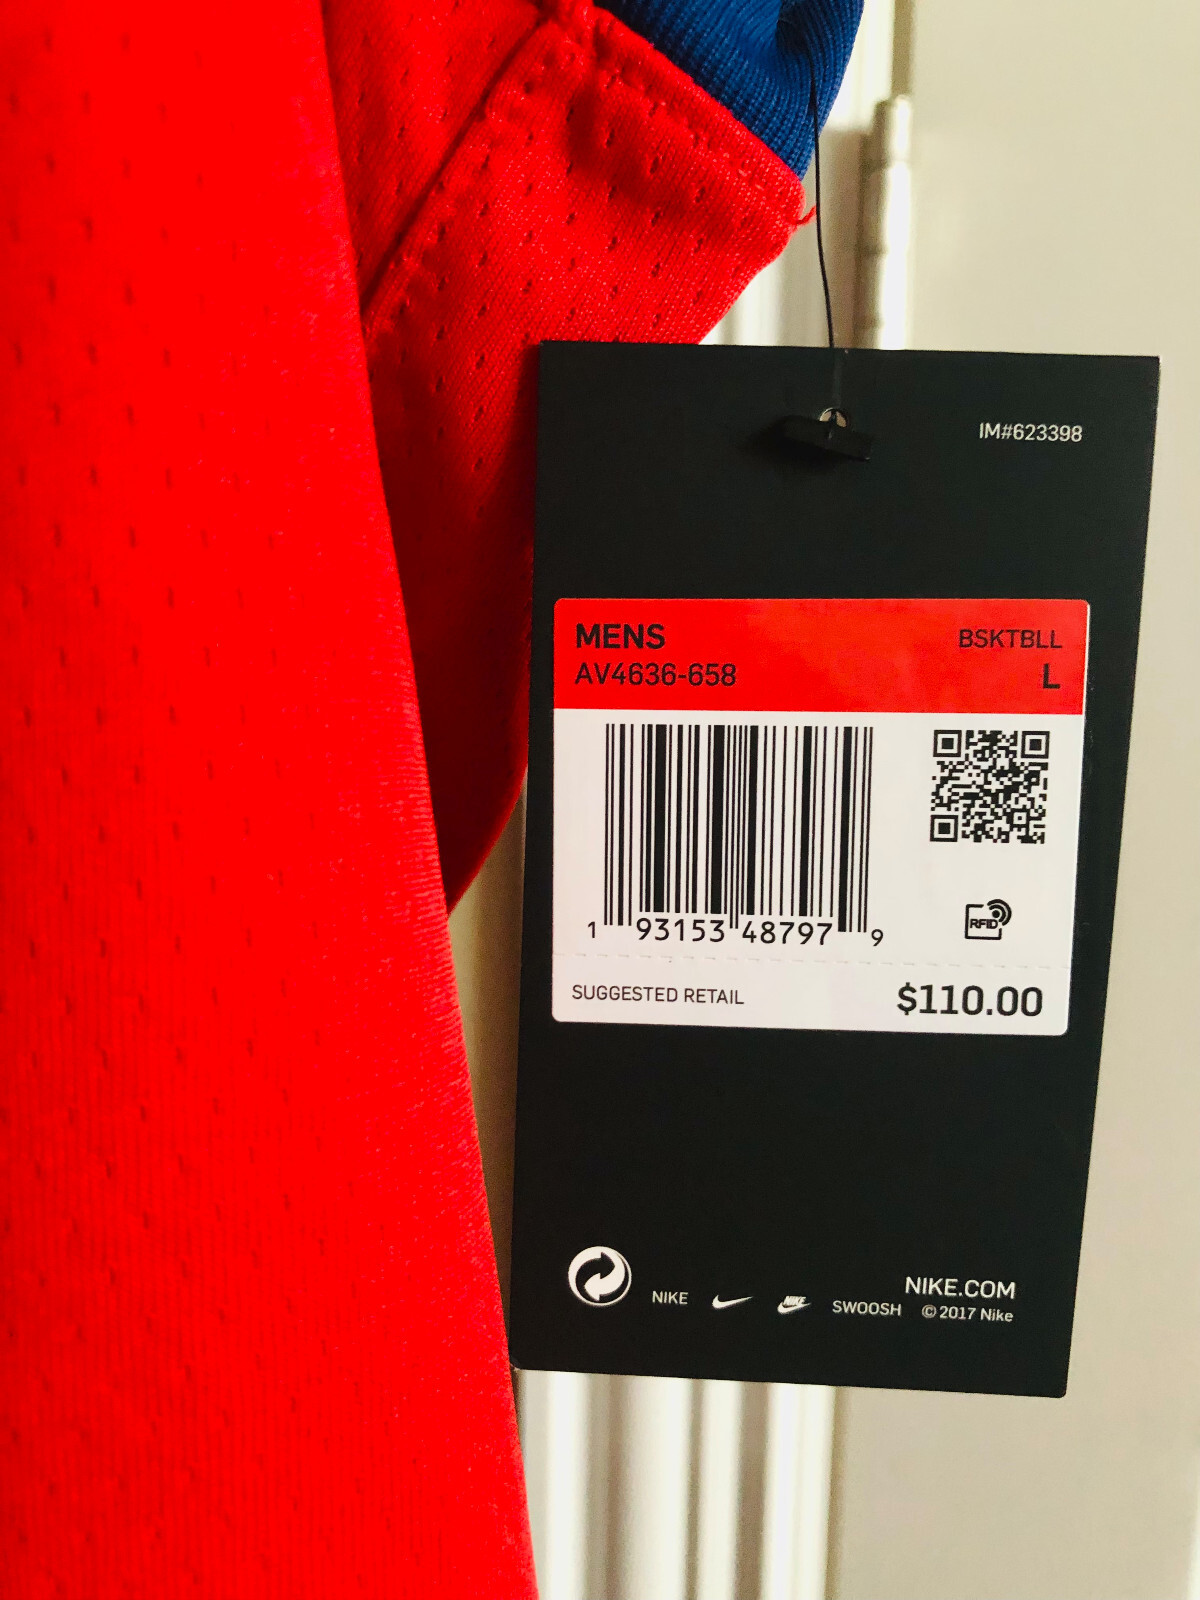 IM#623398
MENS BSKTBLL
AV4636-658 L
RFID
1 93153 48797 9
SUGGESTED RETAIL $110.00
NIKE.COM
NIKE NIKE SWOOSH © 2017 Nike